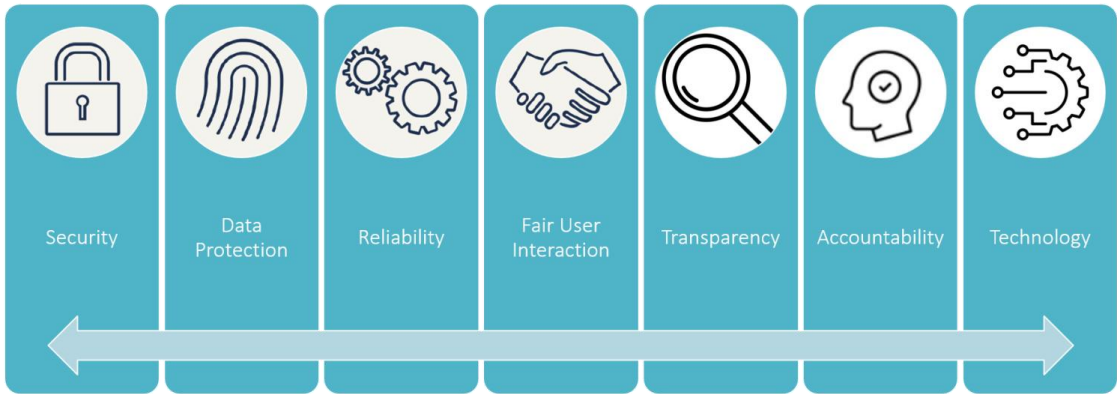 Security
Data
Protection
Reliability
Fair User
Interaction
Transparency
Accountability
Technology